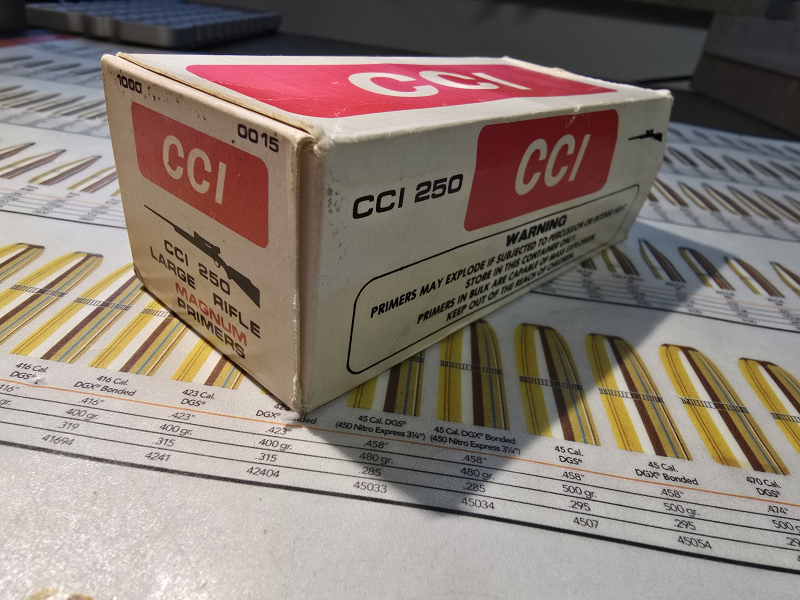 CCI
1000
0015
CCI
CCI 250
LARGE RIFLE
MAGNUM
PRIMERS
CCI 250
CCI
WARNING
PRIMERS MAY EXPLODE IF SUBJECTED TO PERCUSSION OR INTENSE HEAT.
STORE IN THIS CONTAINER ONLY.
PRIMERS IN BULK ARE CAPABLE OF MASS EXPLOSION.
KEEP OUT OF THE REACH OF CHILDREN.
416 Cal.
DGS®
416 Cal.
DGX® Bonded
423 Cal.
DGS®
45 Cal. DGS®
(450 Nitro Express 3¼")
45 Cal. DGX® Bonded
(450 Nitro Express 3¼")
45 Cal.
DGS®
45 Cal.
DGX® Bonded
470 Cal.
DGS®
.416" .416" .423" .423" .458" .458" .458" .458" .474"
400 gr. 400 gr. 400 gr. 480 gr. 480 gr. 500 gr. 500 gr.
.319 .315 .315 .285 .285 .295 .295
41694 4241 42404 45033 45034 4507 45054